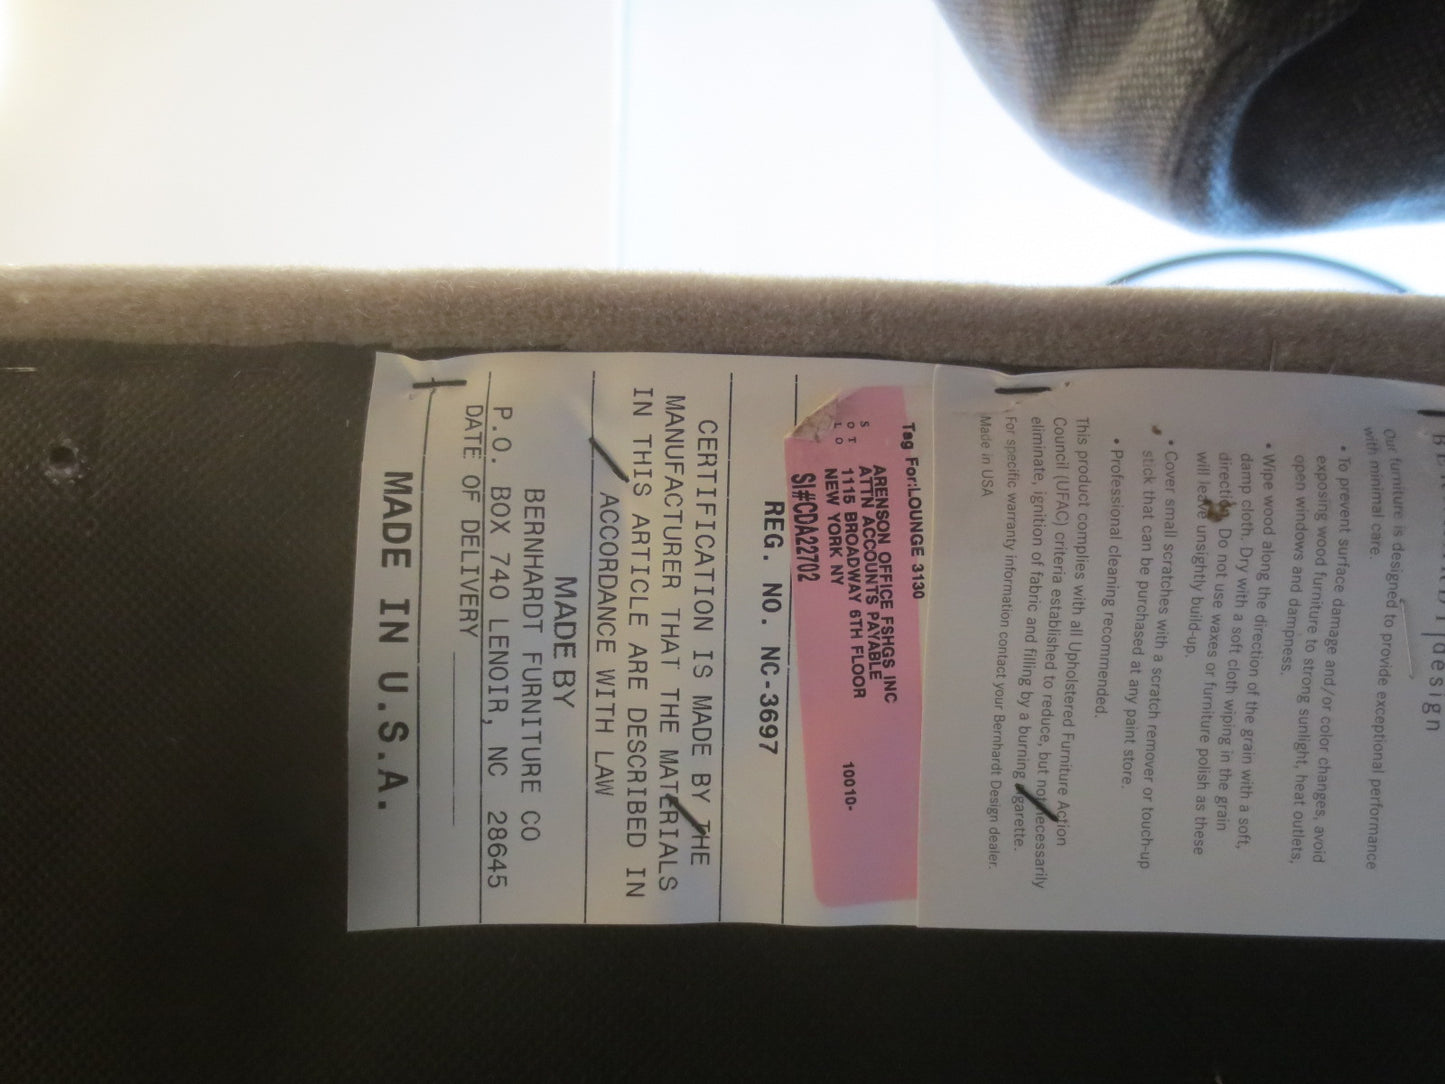 design
Our furniture is designed to provide exceptional performance
with minimal care.
• To prevent surface damage and/or color changes, avoid
exposing wood furniture to strong sunlight, heat outlets,
open windows and dampness.
• Wipe wood along the direction of the grain with a soft,
damp cloth. Dry with a soft cloth wiping in the grain
direction. Do not use waxes or furniture polish as these
will leave unsightly build-up.
• Cover small scratches with a scratch remover or touch-up
stick that can be purchased at any paint store.
• Professional cleaning recommended.
This product complies with all Upholstered Furniture Action
Council (UFAC) criteria established to reduce, but not necessarily
eliminate, ignition of fabric and filling by a burning cigarette.
For specific warranty information contact your Bernhardt Design dealer.
Made in USA
Tag For:LOUNGE 3130
ARENSON OFFICE FSHGS INC
S ATTN ACCOUNTS PAYABLE
O T 1115 BROADWAY 6TH FLOOR
L O NEW YORK NY 10010-
SI#CDA22702
REG. NO. NC-3697
CERTIFICATION IS MADE BY THE
MANUFACTURER THAT THE MATERIALS
IN THIS ARTICLE ARE DESCRIBED IN
ACCORDANCE WITH LAW
MADE BY
BERNHARDT FURNITURE CO
P.O. BOX 740 LENOIR, NC 28645
DATE OF DELIVERY
MADE IN U.S.A.